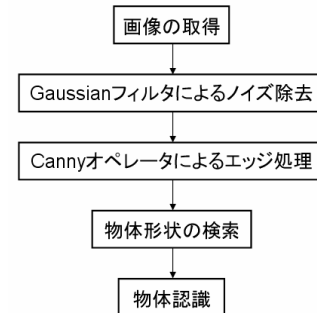 画像の取得
Gaussianフィルタによるノイズ除去
Cannyオペレータによるエッジ処理
物体形状の検索
物体認識